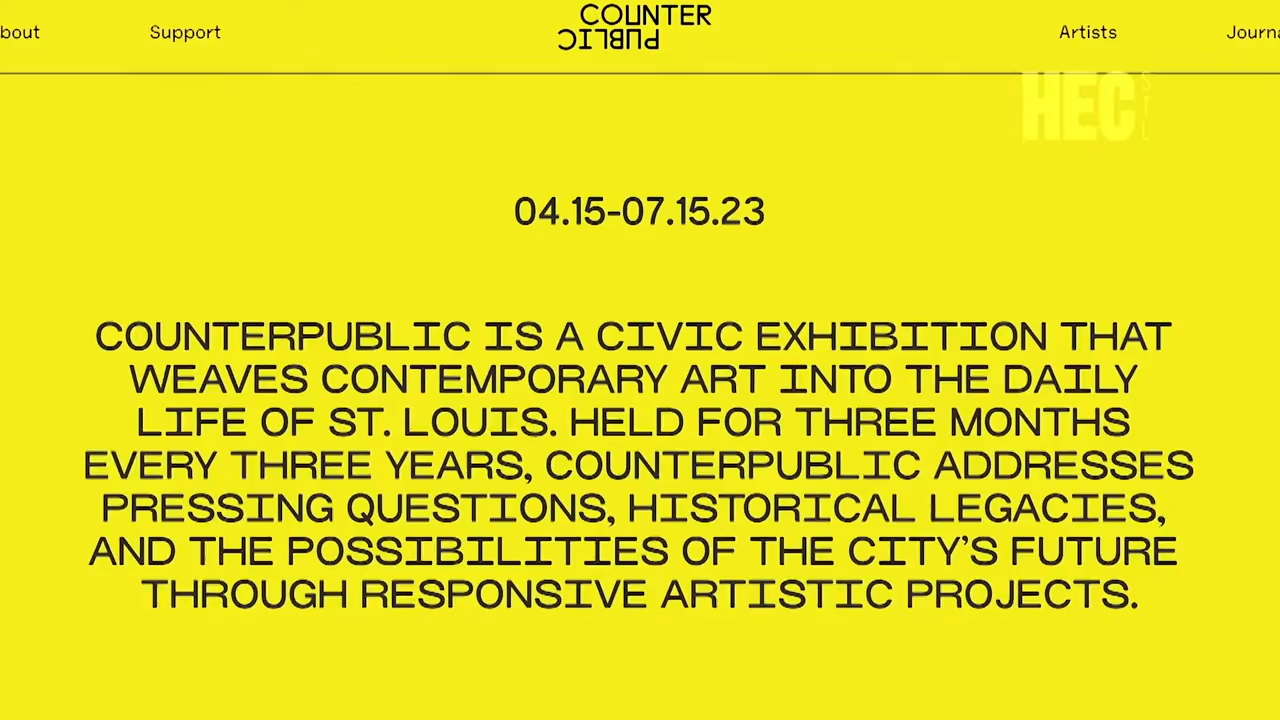 bout Support COUNTER PUBLIC Artists Journa
HEC STL
04.15-07.15.23
COUNTERPUBLIC IS A CIVIC EXHIBITION THAT
WEAVES CONTEMPORARY ART INTO THE DAILY
LIFE OF ST. LOUIS. HELD FOR THREE MONTHS
EVERY THREE YEARS, COUNTERPUBLIC ADDRESSES
PRESSING QUESTIONS, HISTORICAL LEGACIES,
AND THE POSSIBILITIES OF THE CITY’S FUTURE
THROUGH RESPONSIVE ARTISTIC PROJECTS.